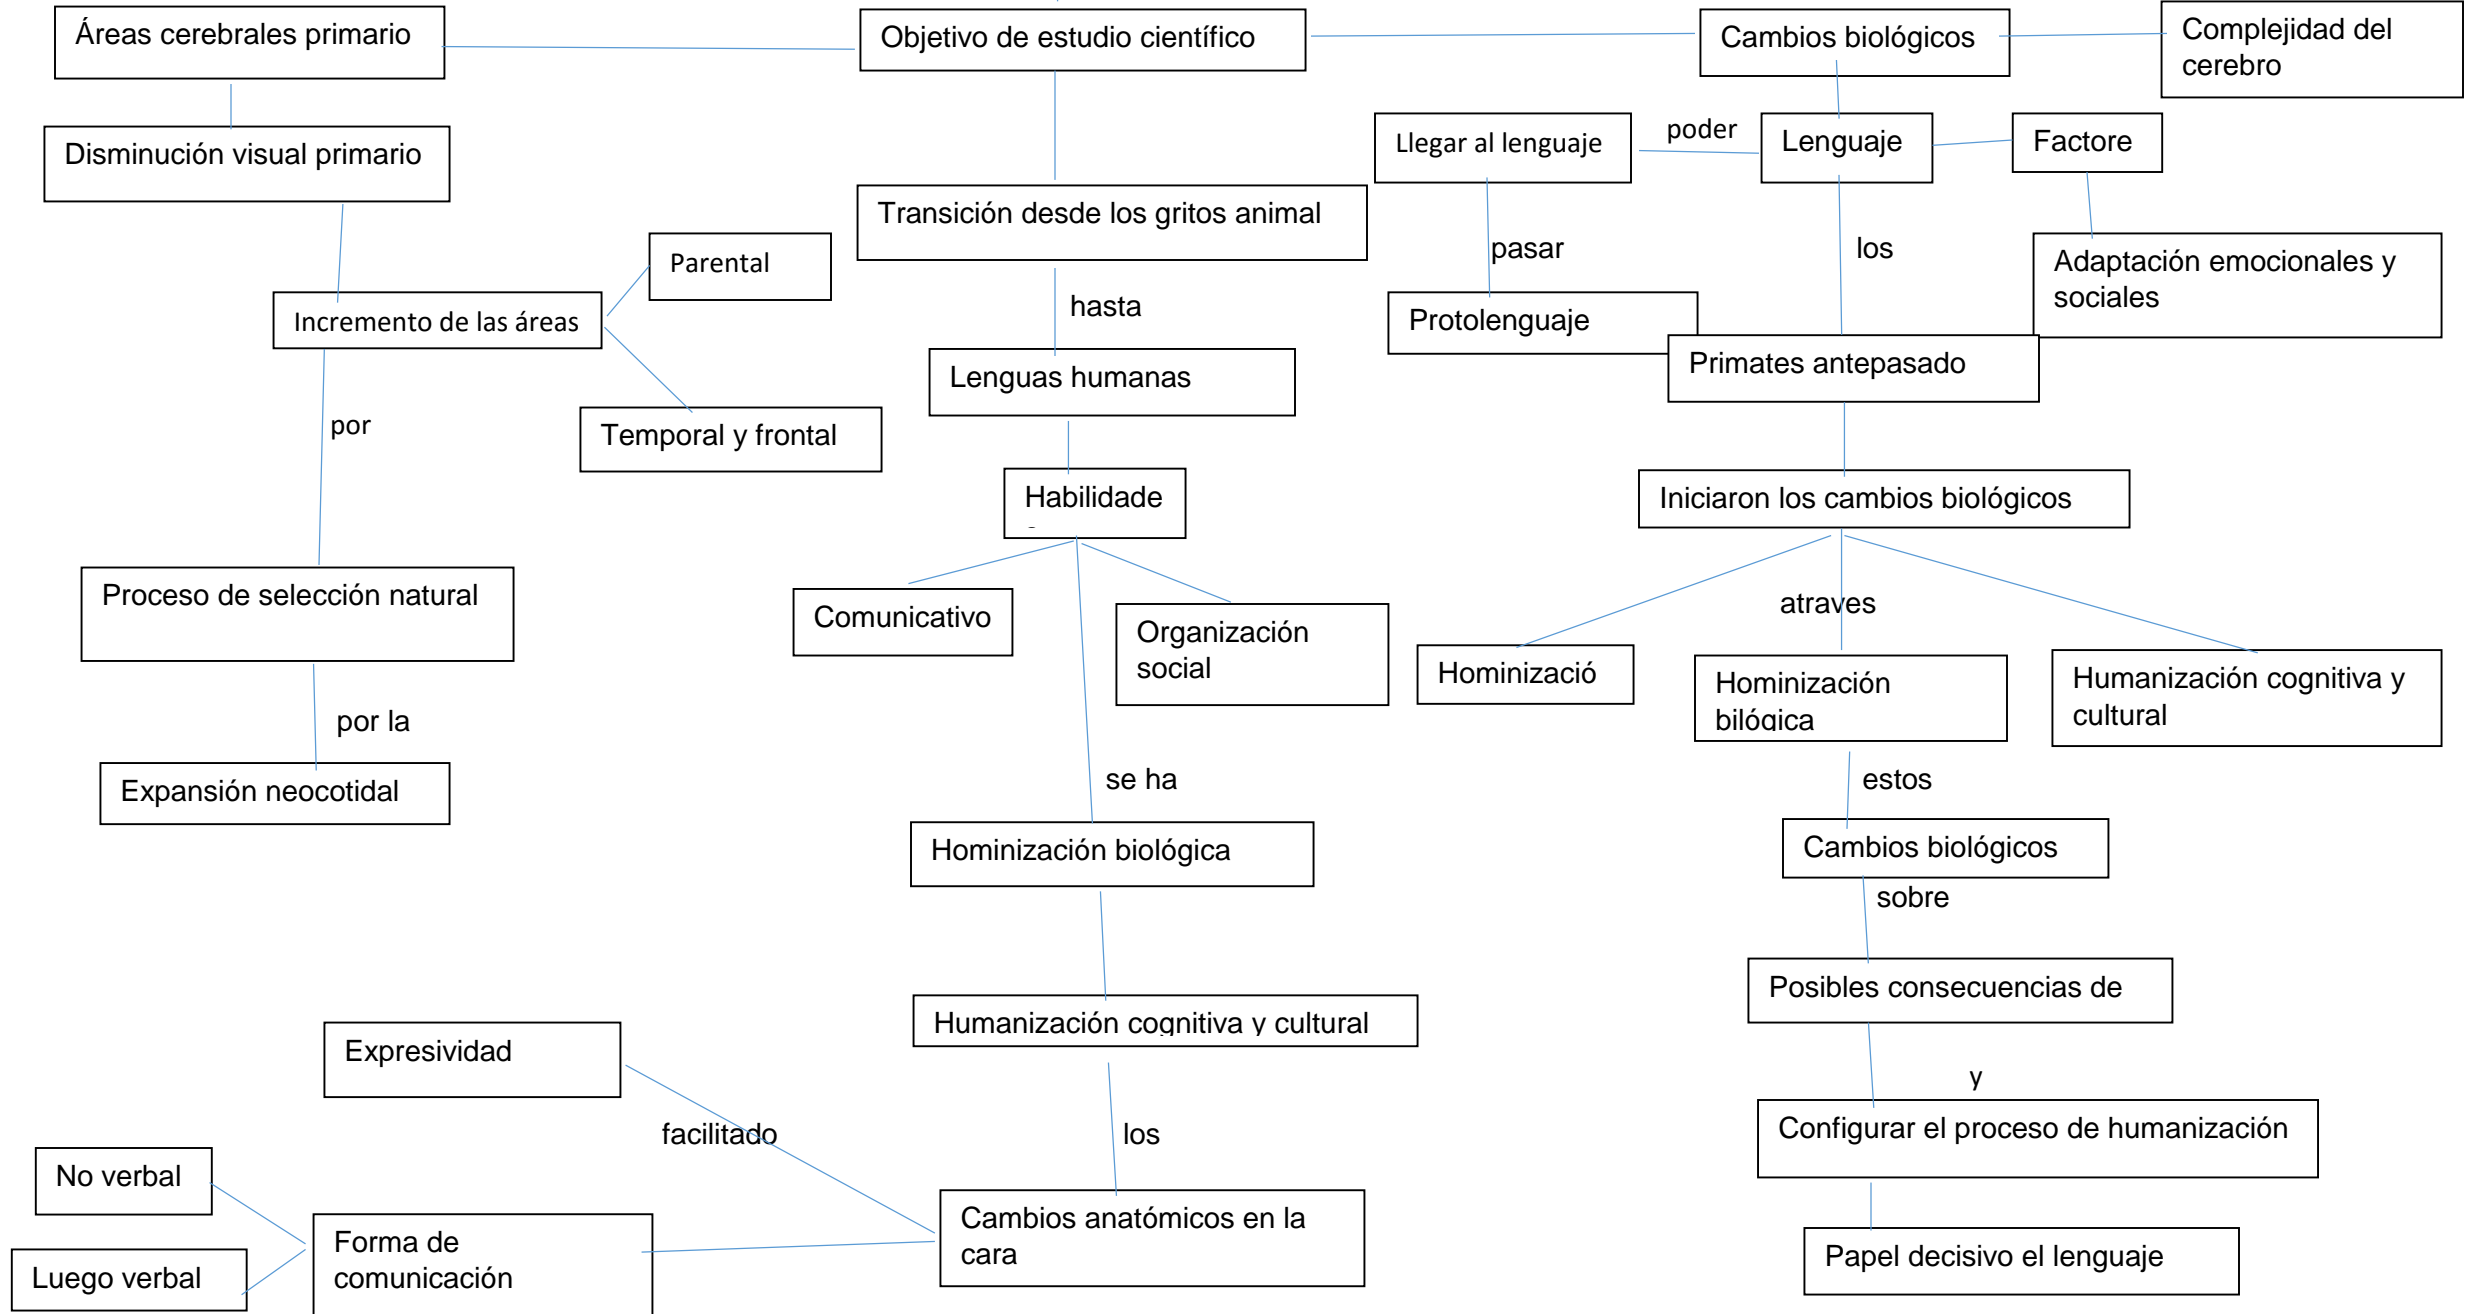 Áreas cerebrales primario
Objetivo de estudio científico
Cambios biológicos
Complejidad del
cerebro
Disminución visual primario
Llegar al lenguaje
poder
Lenguaje
Factore
Transición desde los gritos animal
pasar
los
Adaptación emocionales y
sociales
Parental
Incremento de las áreas
hasta
Protolenguaje
Primates antepasado
Lenguas humanas
por
Temporal y frontal
Habilidade
Iniciaron los cambios biológicos
Proceso de selección natural
Comunicativo
Organización
social
atraves
Hominizació
Hominización
bilógica
Humanización cognitiva y
cultural
por la
Expansión neocotidal
se ha
estos
Hominización biológica
Cambios biológicos
sobre
Posibles consecuencias de
Humanización cognitiva y cultural
Expresividad
y
facilitado
los
Configurar el proceso de humanización
No verbal
Luego verbal
Forma de
comunicación
Cambios anatómicos en la
cara
Papel decisivo el lenguaje